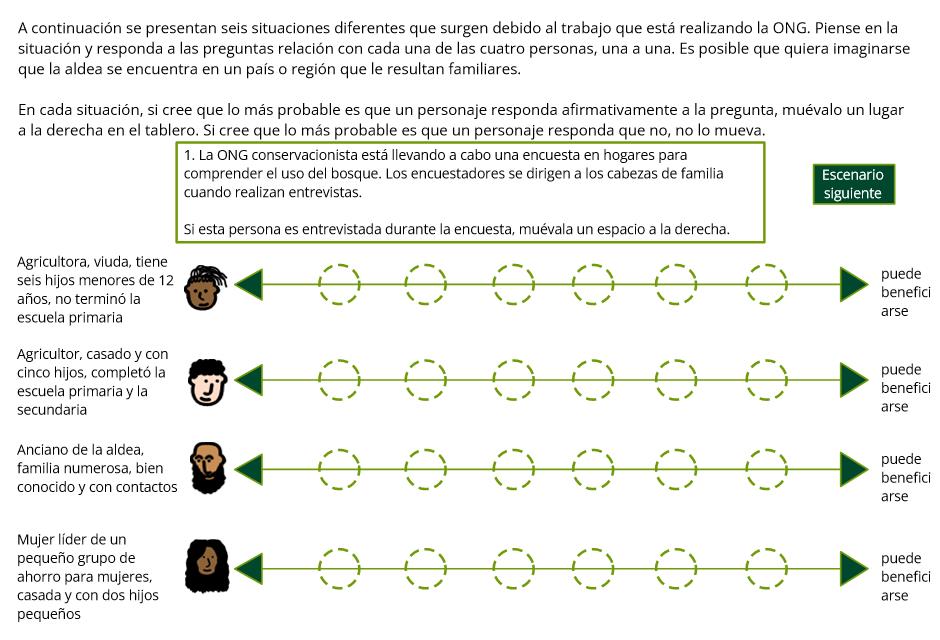 A continuación se presentan seis situaciones diferentes que surgen debido al trabajo que está realizando la ONG. Piense en la
situación y responda a las preguntas relación con cada una de las cuatro personas, una a una. Es posible que quiera imaginarse
que la aldea se encuentra en un país o región que le resultan familiares.
En cada situación, si cree que lo más probable es que un personaje responda afirmativamente a la pregunta, muévalo un lugar
a la derecha en el tablero. Si cree que lo más probable es que un personaje responda que no, no lo mueva.
1. La ONG conservacionista está llevando a cabo una encuesta en hogares para
comprender el uso del bosque. Los encuestadores se dirigen a los cabezas de familia
cuando realizan entrevistas.
Si esta persona es entrevistada durante la encuesta, muévala un espacio a la derecha.
Escenario
siguiente
Agricultora, viuda, tiene
seis hijos menores de 12
años, no terminó la
escuela primaria
puede
benefici
arse
Agricultor, casado y con
cinco hijos, completó la
escuela primaria y la
secundaria
puede
benefici
arse
Anciano de la aldea,
familia numerosa, bien
conocido y con contactos
puede
benefici
arse
Mujer líder de un
pequeño grupo de
ahorro para mujeres,
casada y con dos hijos
pequeños
puede
benefici
arse